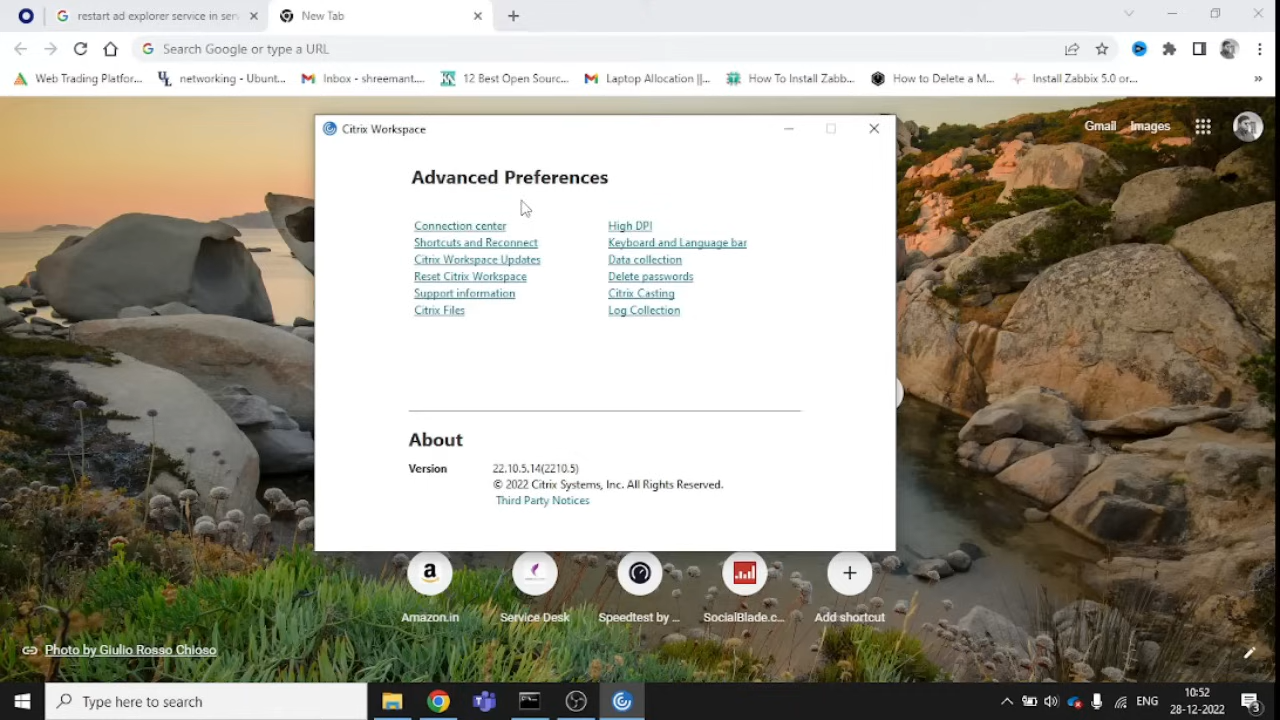 restart ad explorer service in ser
New Tab
Search Google or type a URL
Web Trading Platfor...
networking - Ubunt...
Inbox - shreemant....
12 Best Open Sourc...
Laptop Allocation ||...
How To Install Zabb...
How to Delete a M...
Install Zabbix 5.0 or...
Gmail
Images
Citrix Workspace
Advanced Preferences
Connection center
High DPI
Shortcuts and Reconnect
Keyboard and Language bar
Citrix Workspace Updates
Data collection
Reset Citrix Workspace
Delete passwords
Support information
Citrix Casting
Citrix Files
Log Collection
About
Version 22.10.5.14(2210.5)
© 2022 Citrix Systems, Inc. All Rights Reserved.
Third Party Notices
Amazon.in
Service Desk
Speedtest by ...
SocialBlade.c...
Add shortcut
Photo by Giulio Rosso Chioso
Type here to search
ENG
10:52
28-12-2022
3